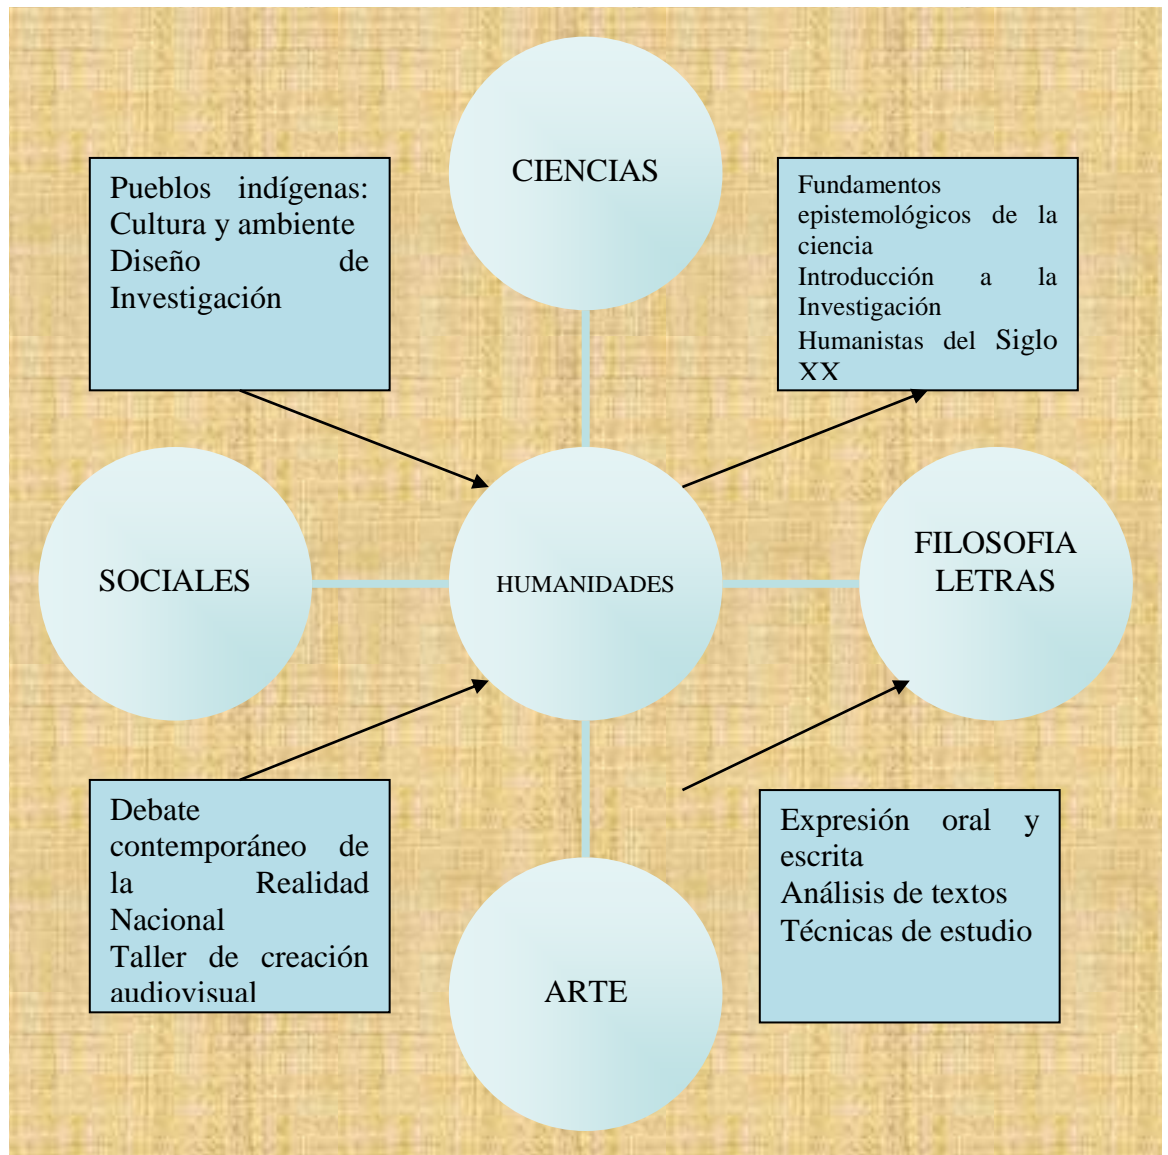 CIENCIAS
Pueblos indígenas:
Cultura y ambiente
Diseño de
Investigación
Fundamentos
epistemológicos de la
ciencia
Introducción a la
Investigación
Humanistas del Siglo
XX
SOCIALES
HUMANIDADES
FILOSOFIA
LETRAS
Debate
contemporáneo de
la Realidad
Nacional
Taller de creación
audiovisual
Expresión oral y
escrita
Análisis de textos
Técnicas de estudio
ARTE